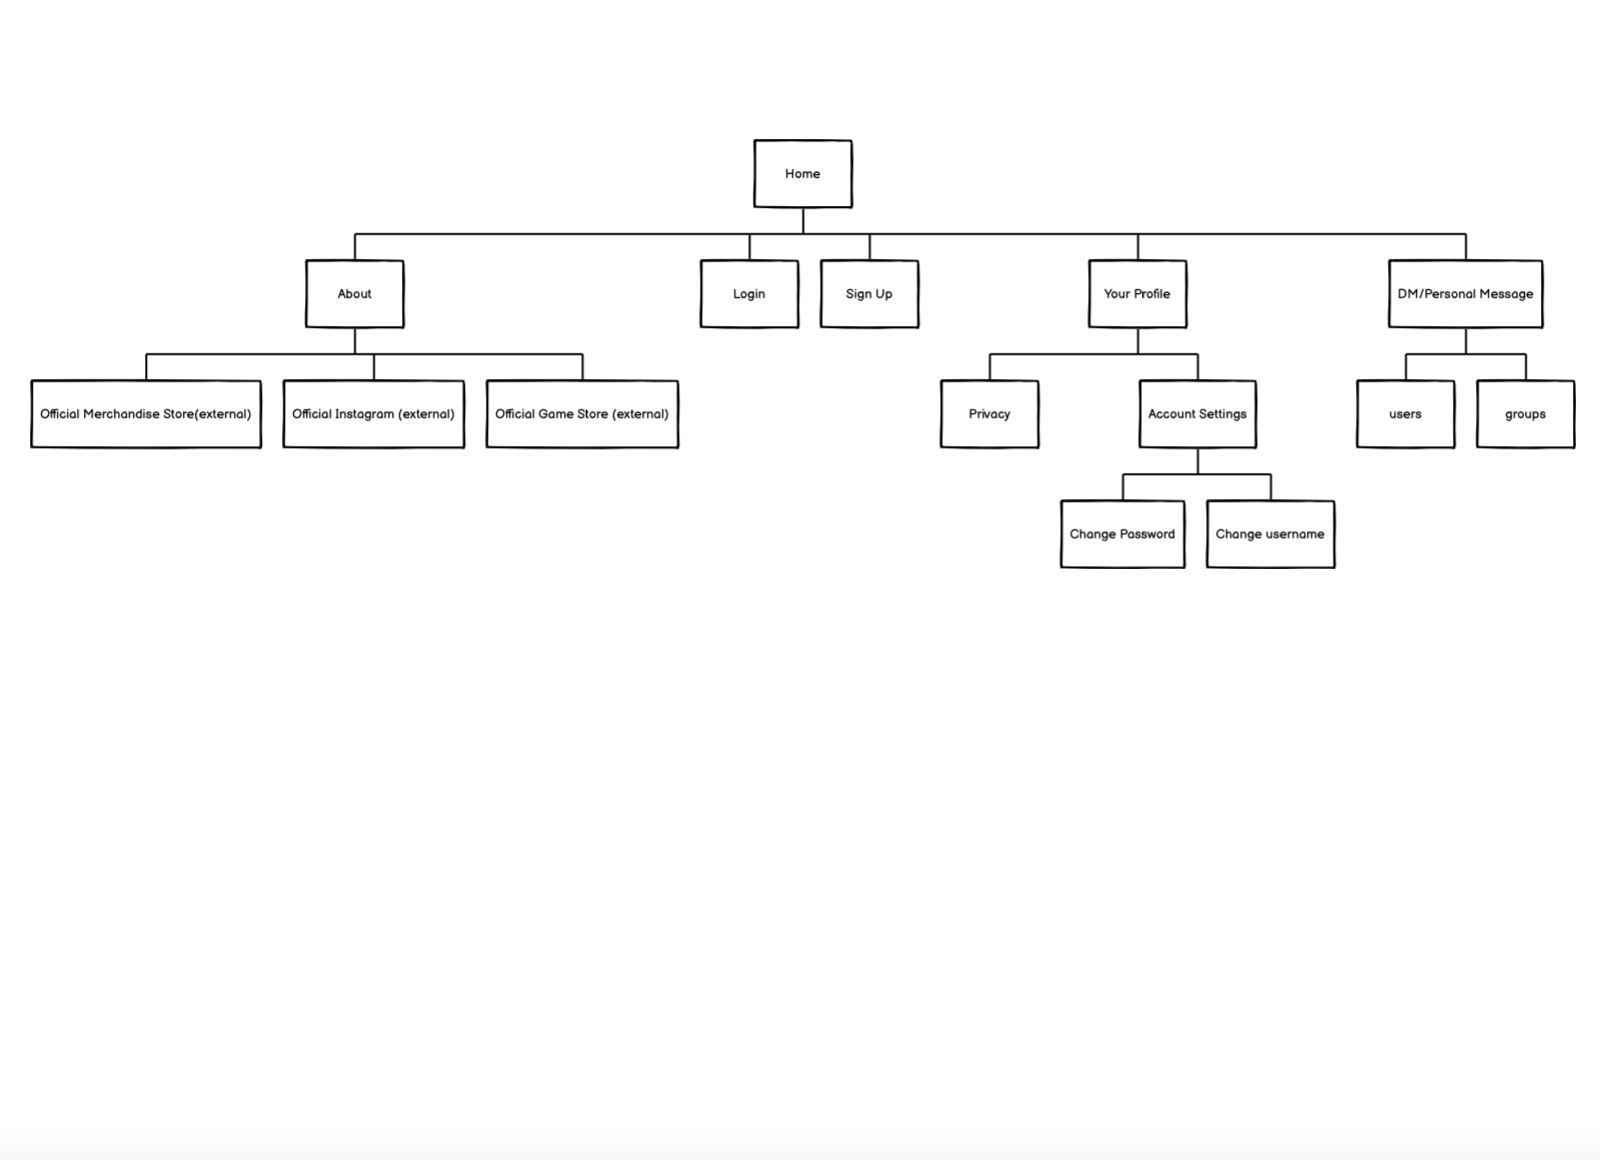 Home
About
Login
Sign Up
Your Profile
DM/Personal Message
Official Merchandise Store(external)
Official Instagram (external)
Official Game Store (external)
Privacy
Account Settings
users
groups
Change Password
Change username